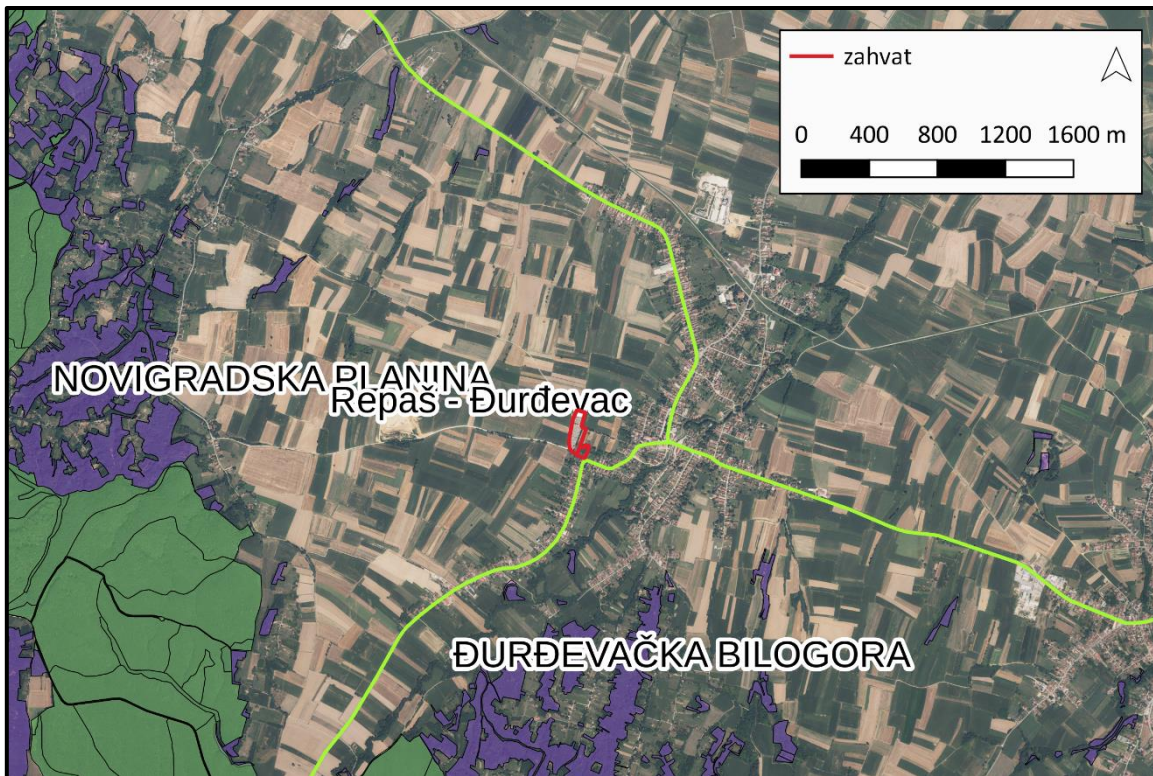 zahvat
0 400 800 1200 1600 m
NOVIGRADSKA PLANINA
Repaš - Đurđevac
ĐURĐEVAČKA BILOGORA